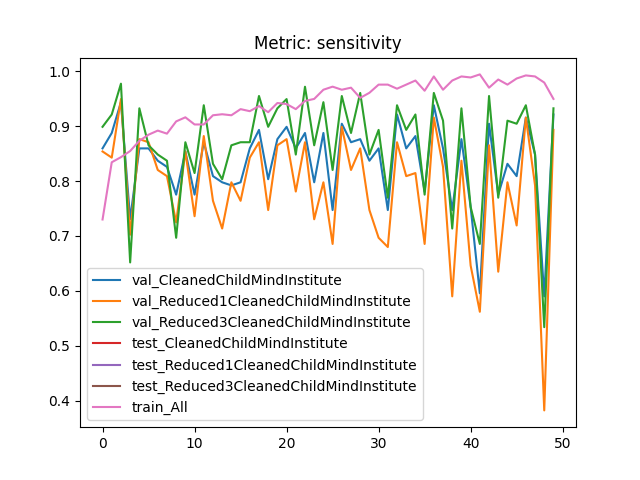 Metric: sensitivity
1.0
0.9
0.8
0.7
0.6
0.5
0.4
val_CleanedChildMindInstitute
val_Reduced1CleanedChildMindInstitute
val_Reduced3CleanedChildMindInstitute
test_CleanedChildMindInstitute
test_Reduced1CleanedChildMindInstitute
test_Reduced3CleanedChildMindInstitute
train_All
0 10 20 30 40 50